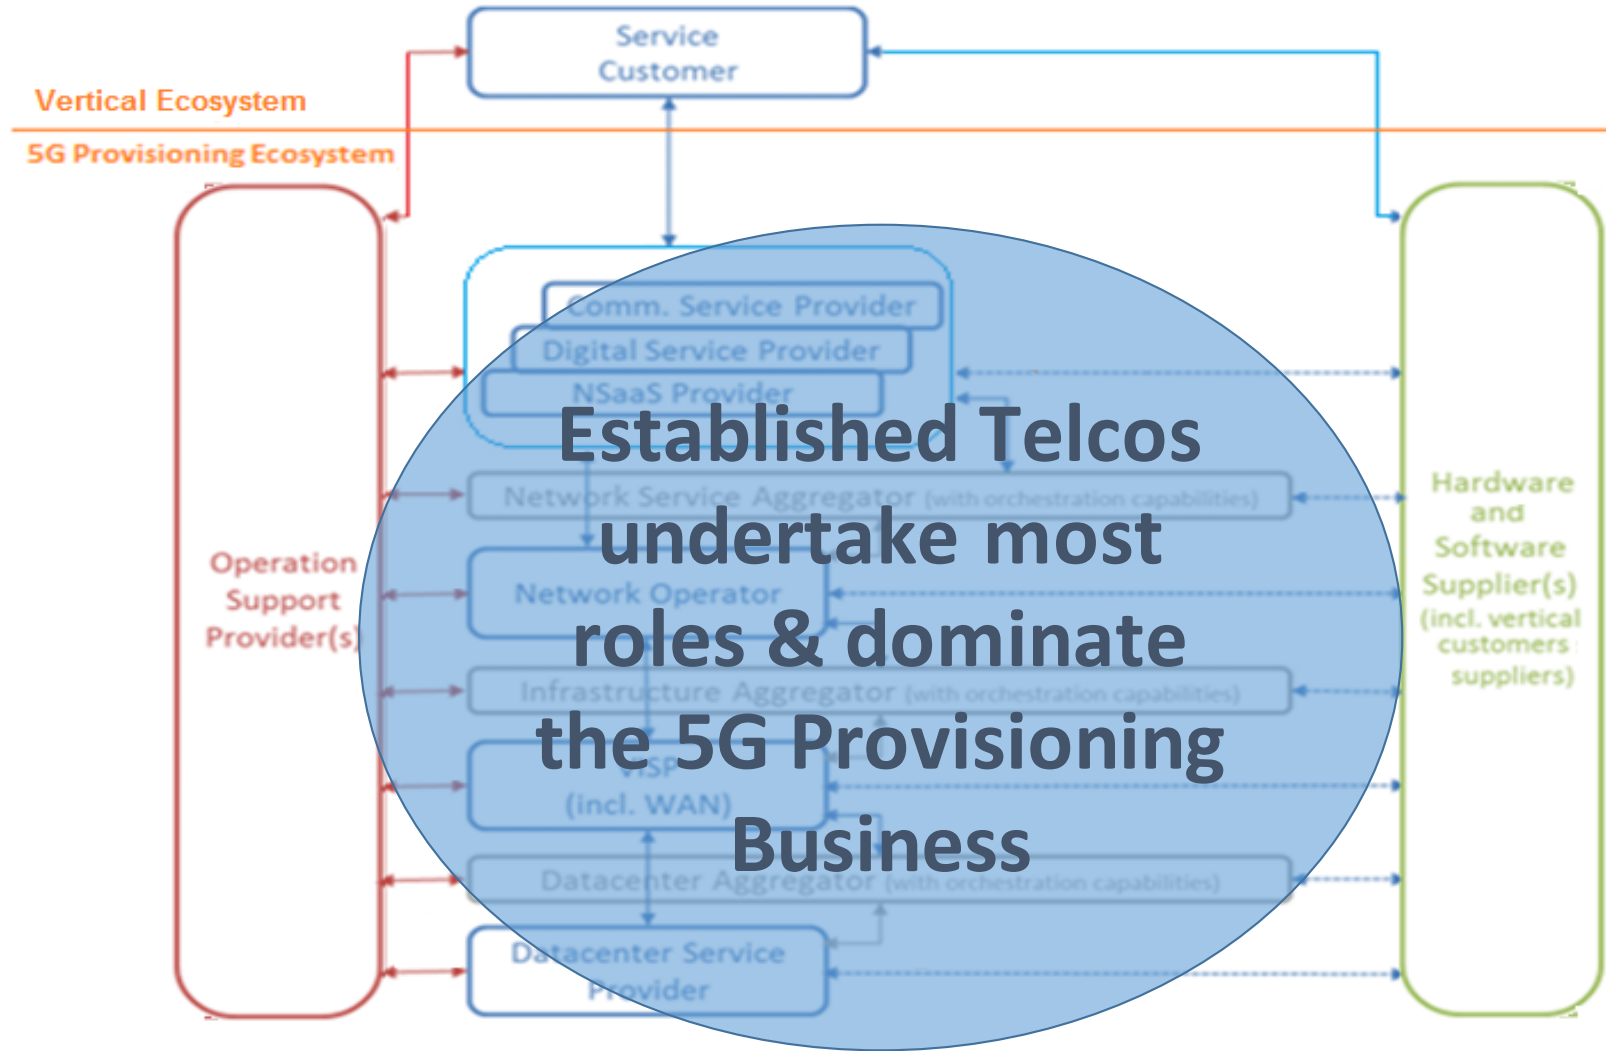 Service
Customer
Vertical Ecosystem
5G Provisioning Ecosystem
Comm. Service Provider
Digital Service Provider
NSaaS Provider
Established Telcos
undertake most
roles & dominate
the 5G Provisioning
Business
Network Service Aggregator (with orchestration capabilities)
Network Operator
Infrastructure Aggregator (with orchestration capabilities)
VISP
(incl. WAN)
Datacenter Aggregator (with orchestration capabilities)
Datacenter Service
Provider
Operation
Support
Provider(s)
Hardware
and
Software
Supplier(s)
(incl. vertical
customers
suppliers)